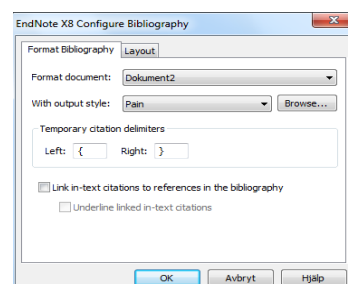 EndNote X8 Configure Bibliography
Format Bibliography Layout
Format document: Dokument2
With output style: Pain Browse...
Temporary citation delimiters
Left: { Right: }
Link in-text citations to references in the bibliography
Underline linked in-text citations
OK Avbryt Hjälp